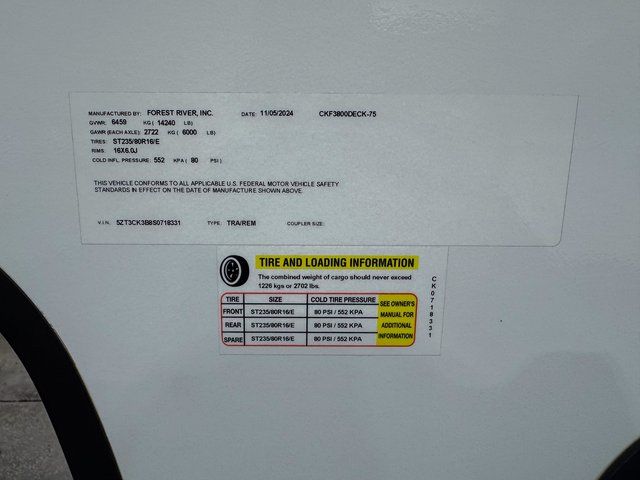 MANUFACTURED BY: FOREST RIVER, INC. DATE: 11/05/2024 CKF3800DECK-75
GVWR: 6459 KG ( 14240 LB)
GAWR (EACH AXLE): 2722 KG ( 6000 LB)
TIRES: ST235/80R16/E
RIMS: 16X6.0J
COLD INFL. PRESSURE: 552 KPA ( 80 PSI )
THIS VEHICLE CONFORMS TO ALL APPLICABLE U.S. FEDERAL MOTOR VEHICLE SAFETY
STANDARDS IN EFFECT ON THE DATE OF MANUFACTURE SHOWN ABOVE.
V.I.N. 5ZT3CK3B8S0718331 TYPE: TRA/REM COUPLER SIZE:
TIRE AND LOADING INFORMATION
The combined weight of cargo should never exceed
1226 kgs or 2702 lbs.
TIRE SIZE COLD TIRE PRESSURE
FRONT ST235/80R16/E 80 PSI / 552 KPA
REAR ST235/80R16/E 80 PSI / 552 KPA
SPARE ST235/80R16/E 80 PSI / 552 KPA
SEE OWNER'S
MANUAL FOR
ADDITIONAL
INFORMATION
CK0718331